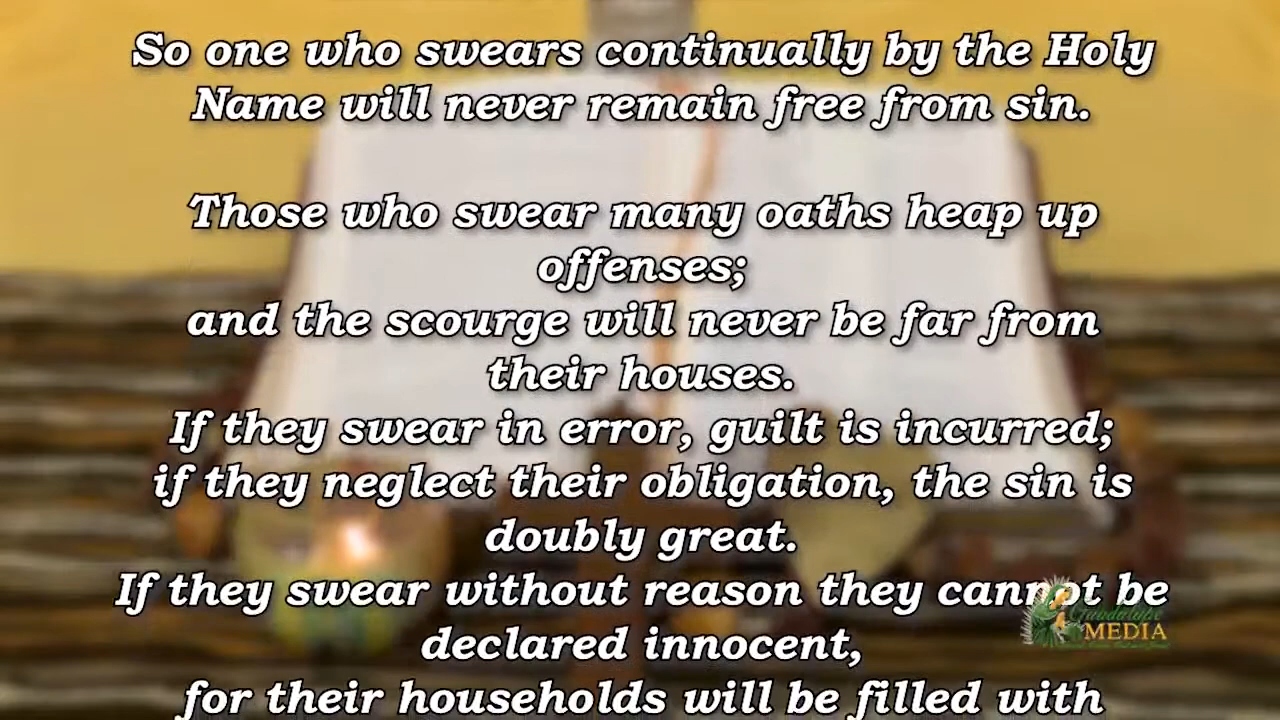 So one who swears continually by the Holy
Name will never remain free from sin.
Those who swear many oaths heap up
offenses;
and the scourge will never be far from
their houses.
If they swear in error, guilt is incurred;
if they neglect their obligation, the sin is
doubly great.
If they swear without reason they cannot be
declared innocent,
for their households will be filled with
Guadalupe
MEDIA